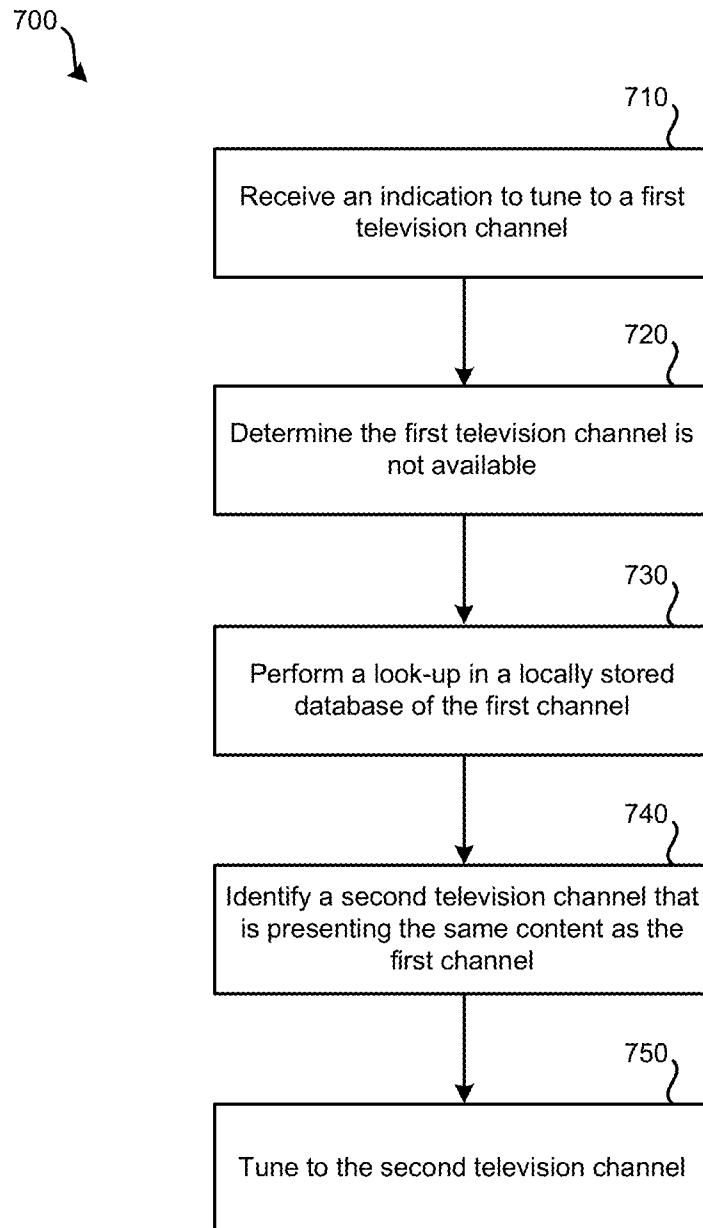 700
710
Receive an indication to tune to a first
television channel
720
Determine the first television channel is
not available
730
Perform a look-up in a locally stored
database of the first channel
740
Identify a second television channel that
is presenting the same content as the
first channel
750
Tune to the second television channel